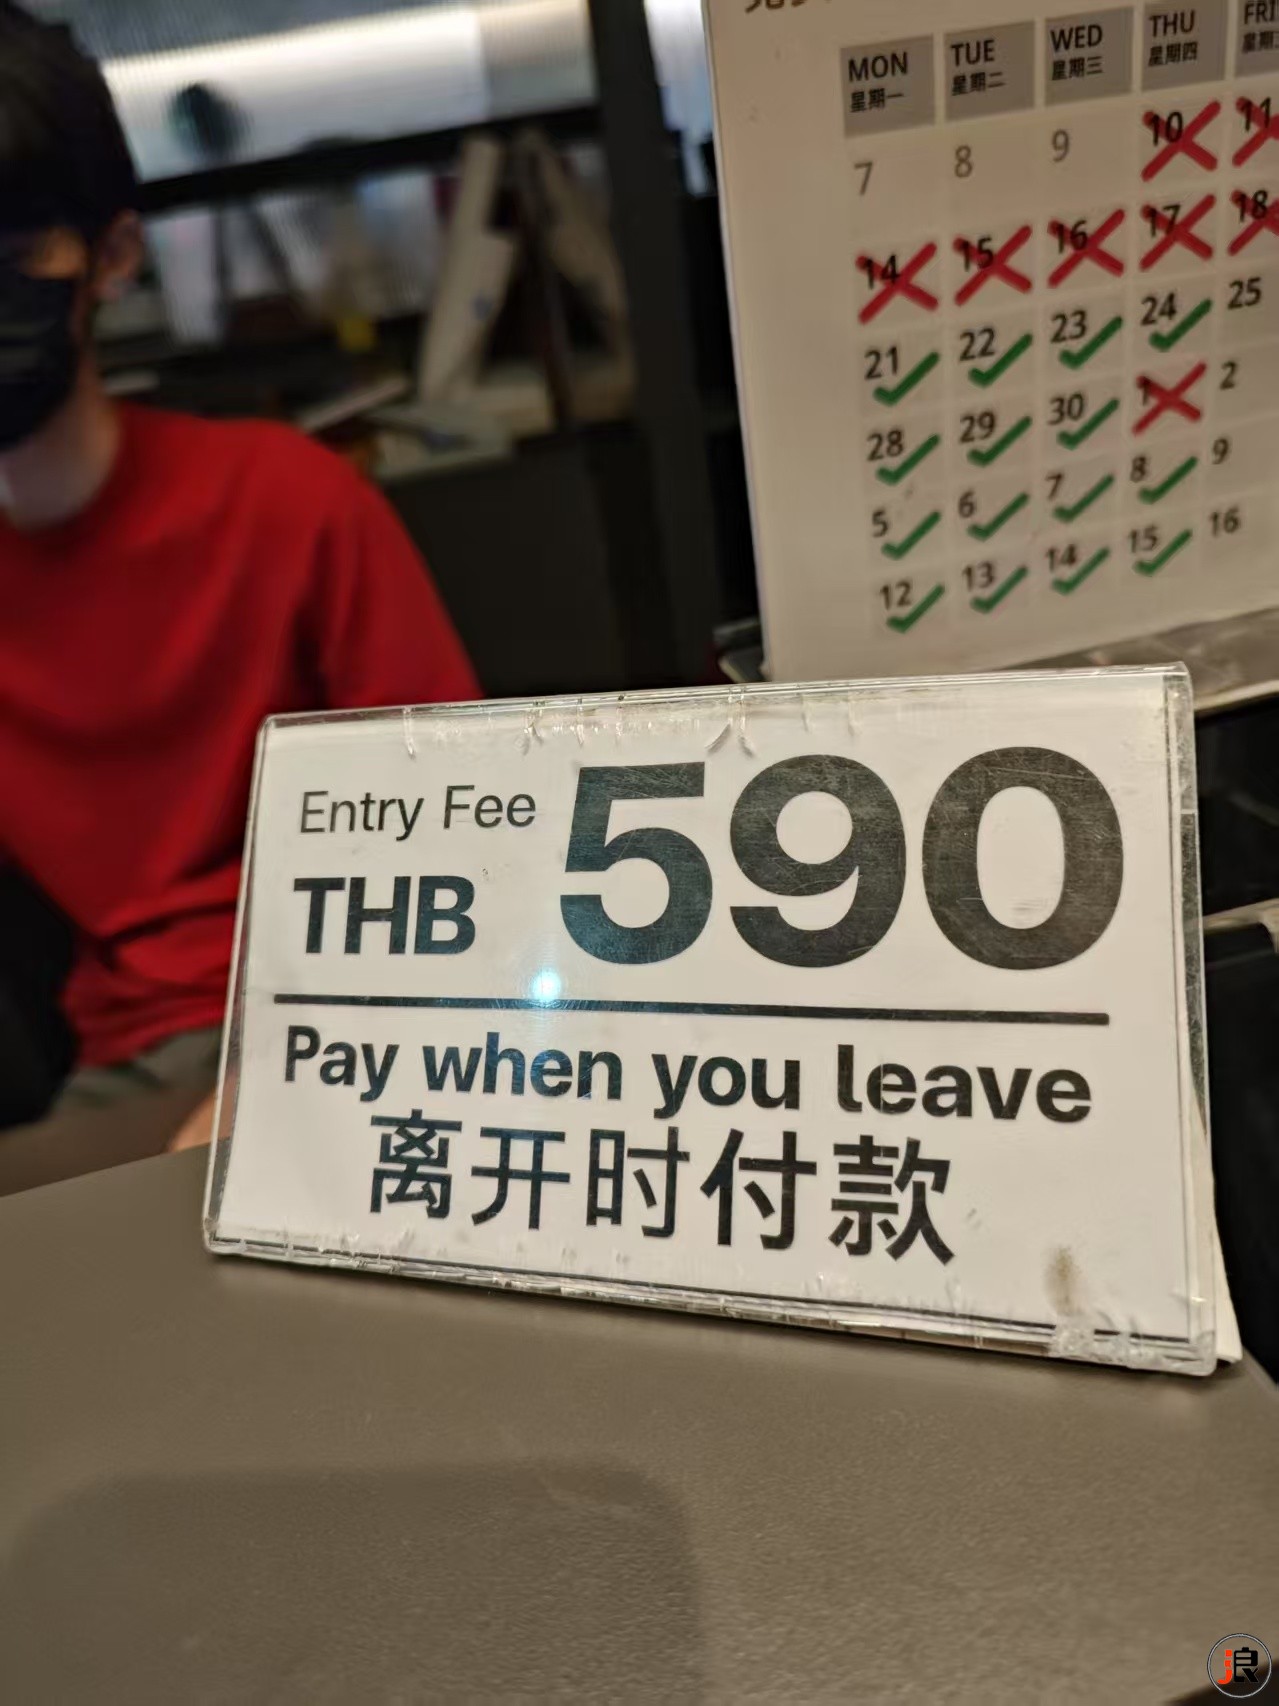 MON TUE WED THU FRI
星期一 星期二 星期三 星期四 星期
7 8 9 10 11
14 15 16 17 18
21 22 23 24 25
28 29 30 1 2
5 6 7 8 9
12 13 14 15 16
Entry Fee
THB 590
Pay when you leave
离开时付款
浪